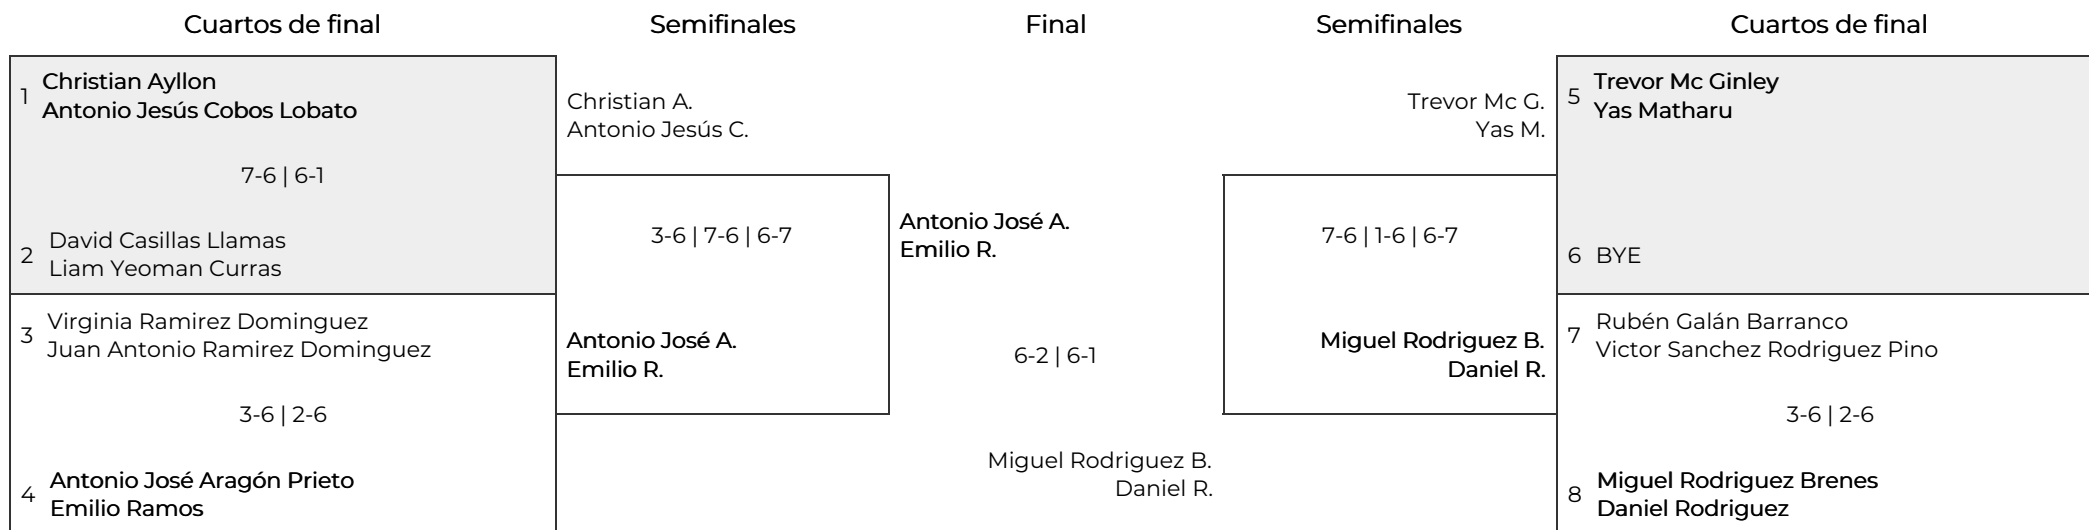 Cuartos de final
Semifinales
Final
Semifinales
Cuartos de final
1
Christian Ayllon
Antonio Jesús Cobos Lobato
7-6 | 6-1
2
David Casillas Llamas
Liam Yeoman Curras
3
Virginia Ramirez Dominguez
Juan Antonio Ramirez Dominguez
3-6 | 2-6
4
Antonio José Aragón Prieto
Emilio Ramos
Christian A.
Antonio Jesús C.
3-6 | 7-6 | 6-7
Antonio José A.
Emilio R.
Antonio José A.
Emilio R.
6-2 | 6-1
Miguel Rodriguez B.
Daniel R.
Trevor Mc G.
Yas M.
7-6 | 1-6 | 6-7
Miguel Rodriguez B.
Daniel R.
5
Trevor Mc Ginley
Yas Matharu
6 BYE
7
Rubén Galán Barranco
Victor Sanchez Rodriguez Pino
3-6 | 2-6
8
Miguel Rodriguez Brenes
Daniel Rodriguez